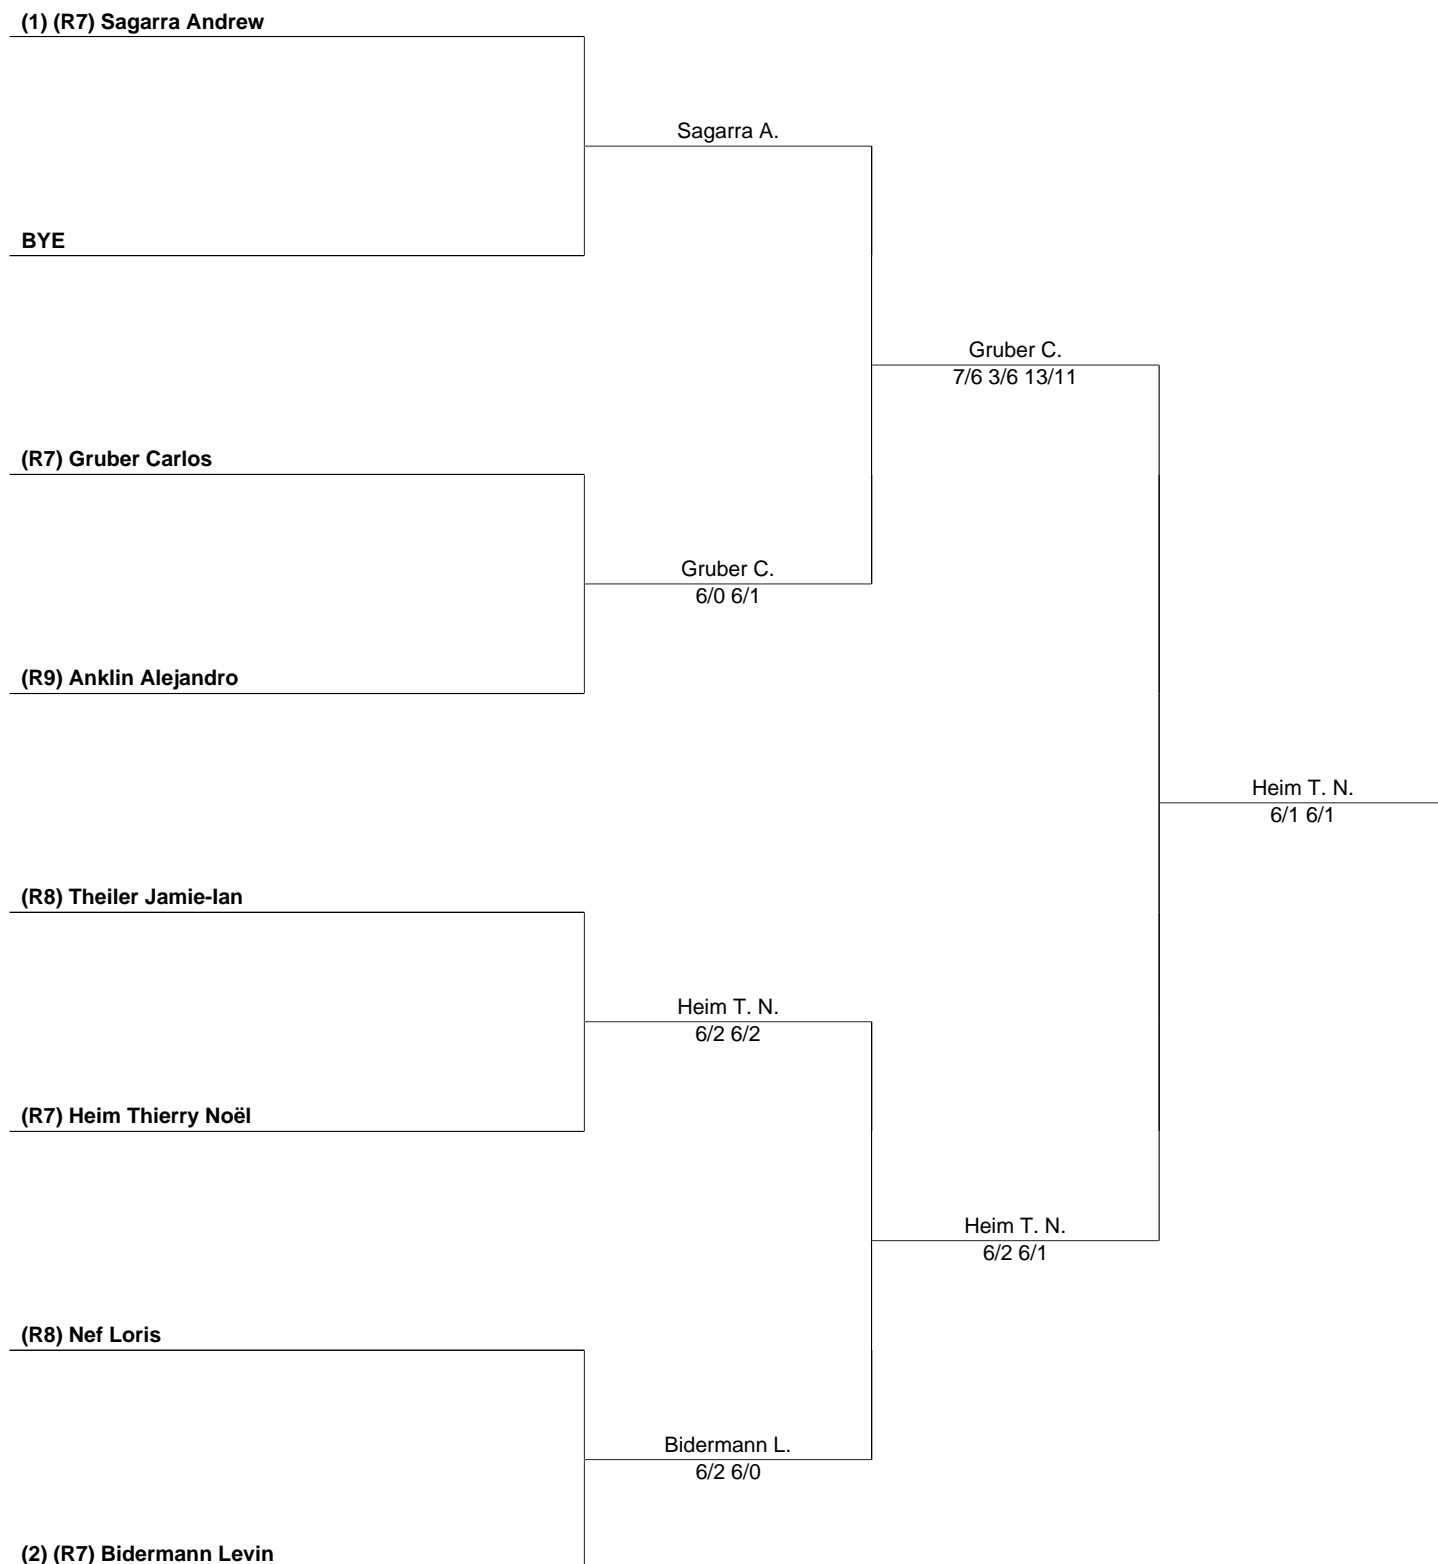 (1) (R7) Sagarra Andrew
Sagarra A.
BYE
Gruber C.
7/6 3/6 13/11
(R7) Gruber Carlos
Gruber C.
6/0 6/1
(R9) Anklin Alejandro
Heim T. N.
6/1 6/1
(R8) Theiler Jamie-Ian
Heim T. N.
6/2 6/2
(R7) Heim Thierry Noël
Heim T. N.
6/2 6/1
(R8) Nef Loris
Bidermann L.
6/2 6/0
(2) (R7) Bidermann Levin